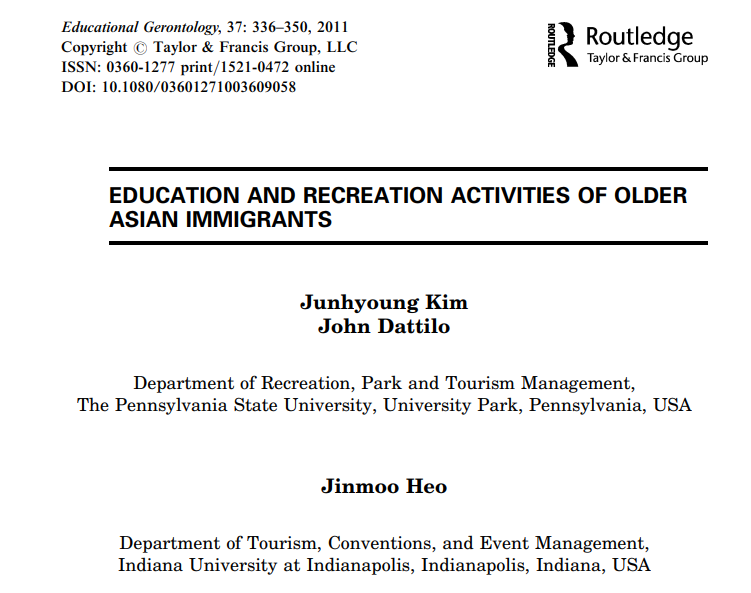 Educational Gerontology, 37: 336–350, 2011
Copyright © Taylor & Francis Group, LLC
ISSN: 0360-1277 print/1521-0472 online
DOI: 10.1080/03601271003609058
ROUTLEDGE
Routledge
Taylor & Francis Group
EDUCATION AND RECREATION ACTIVITIES OF OLDER
ASIAN IMMIGRANTS
Junhyoung Kim
John Dattilo
Department of Recreation, Park and Tourism Management,
The Pennsylvania State University, University Park, Pennsylvania, USA
Jinmoo Heo
Department of Tourism, Conventions, and Event Management,
Indiana University at Indianapolis, Indianapolis, Indiana, USA